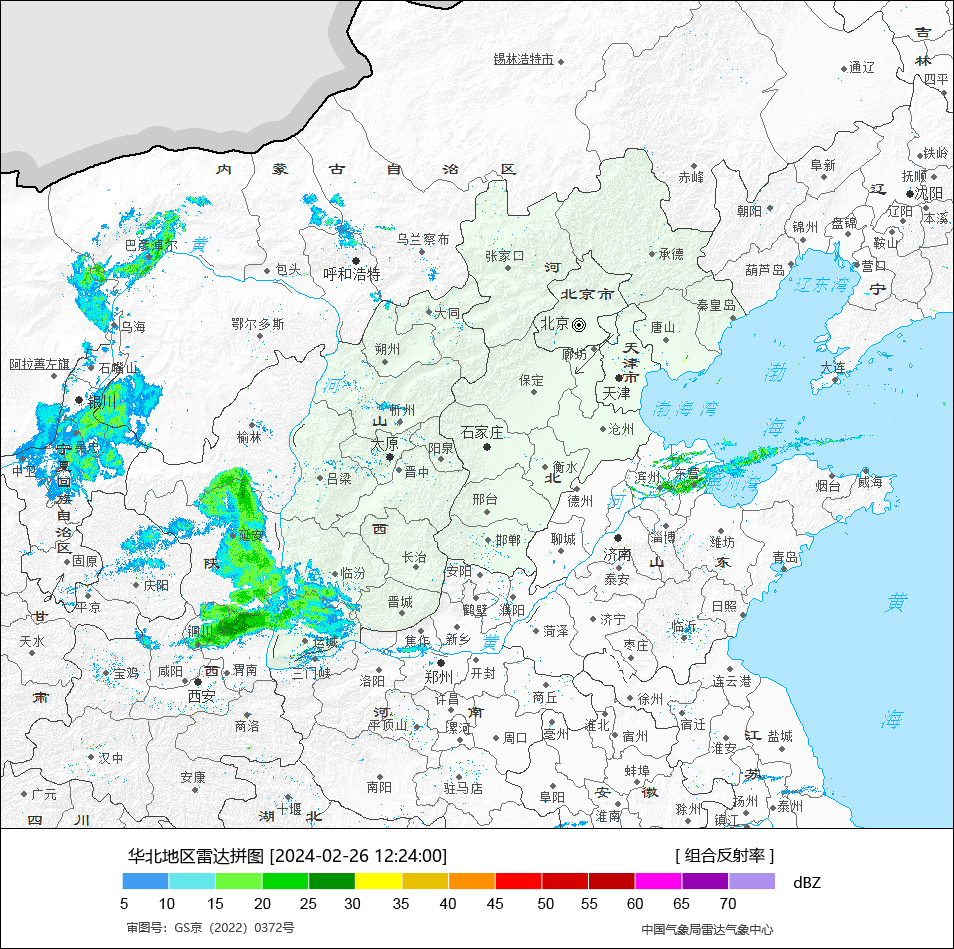 吉
锡林浩特市
林
通辽
四平
铁岭
内 蒙 古 自 治 区
赤峰
阜新
抚顺
辽
沈阳
朝阳
辽阳
本溪
锦州
盘锦
巴彦淖尔
黄
乌兰察布
鞍山
张家口
河
承德
葫芦岛
营口
包头
呼和浩特
辽东湾
宁
北京市
秦皇岛
大同
北京
乌海
鄂尔多斯
唐山
朔州
廊坊
天
津
市
阿拉善左旗
石嘴山
保定
渤
大连
河
天津
银川
忻州
渤海湾
山
沧州
海
榆林
太原
石家庄
吴忠
阳泉
宁
夏
回
族
自
治
区
中卫
晋中
衡水
滨州
东营
莱州湾
吕梁
北
烟台
威海
邢台
德州
河
西
延安
邯郸
聊城
济南
淄博
潍坊
青岛
固原
陕
长治
山 东
临汾
安阳
泰安
庆阳
平凉
晋城
鹤壁
濮阳
日照
黄
甘
铜川
菏泽
济宁
临沂
天水
运城
焦作
新乡
黄
枣庄
宝鸡
咸阳
西
渭南
三门峡
郑州
开封
连云港
肃
西安
洛阳
许昌
商丘
徐州
河 南
宿迁
海
商洛
平顶山
漯河
周口
亳州
淮北
宿州
江
淮安
盐城
汉中
安康
南阳
驻马店
蚌埠
苏
广元
阜阳
安 徽
扬州
泰州
十堰
滁州
四 川
湖 北
淮南
镇江
华北地区雷达拼图 [2024-02-26 12:24:00]
[ 组合反射率 ]
dBZ
5 10 15 20 25 30 35 40 45 50 55 60 65 70
审图号：GS京（2022）0372号
中国气象局雷达气象中心